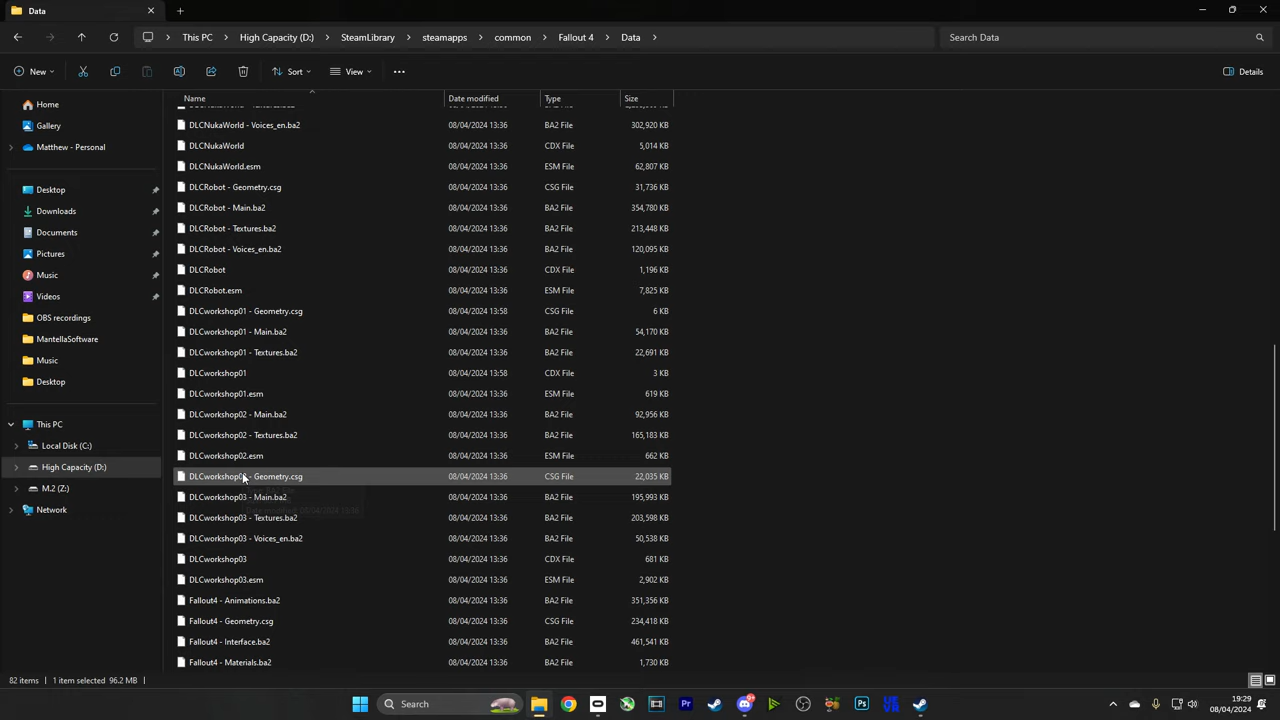 Data
This PC > High Capacity (D:) > SteamLibrary > steamapps > common > Fallout 4 > Data >
Search Data
New Sort View ... Details
Home
Gallery
Matthew - Personal
Desktop
Downloads
Documents
Pictures
Music
Videos
OBS recordings
MantellaSoftware
Music
Desktop
This PC
Local Disk (C:)
High Capacity (D:)
M.2 (Z:)
Network
Name Date modified Type Size
DLCNukaWorld - Voices_en.ba2 08/04/2024 13:36 BA2 File 302,920 KB
DLCNukaWorld 08/04/2024 13:36 CDX File 5,014 KB
DLCNukaWorld.esm 08/04/2024 13:36 ESM File 62,807 KB
DLCRobot - Geometry.csg 08/04/2024 13:36 CSG File 31,736 KB
DLCRobot - Main.ba2 08/04/2024 13:36 BA2 File 354,780 KB
DLCRobot - Textures.ba2 08/04/2024 13:36 BA2 File 213,448 KB
DLCRobot - Voices_en.ba2 08/04/2024 13:36 BA2 File 120,095 KB
DLCRobot 08/04/2024 13:36 CDX File 1,196 KB
DLCRobot.esm 08/04/2024 13:36 ESM File 7,825 KB
DLCworkshop01 - Geometry.csg 08/04/2024 13:58 CSG File 6 KB
DLCworkshop01 - Main.ba2 08/04/2024 13:36 BA2 File 54,170 KB
DLCworkshop01 - Textures.ba2 08/04/2024 13:36 BA2 File 22,691 KB
DLCworkshop01 08/04/2024 13:58 CDX File 3 KB
DLCworkshop01.esm 08/04/2024 13:36 ESM File 619 KB
DLCworkshop02 - Main.ba2 08/04/2024 13:36 BA2 File 92,956 KB
DLCworkshop02 - Textures.ba2 08/04/2024 13:36 BA2 File 165,183 KB
DLCworkshop02.esm 08/04/2024 13:36 ESM File 662 KB
DLCworkshop03 - Geometry.csg 08/04/2024 13:36 CSG File 22,035 KB
DLCworkshop03 - Main.ba2 08/04/2024 13:36 BA2 File 195,993 KB
DLCworkshop03 - Textures.ba2 08/04/2024 13:36 BA2 File 203,598 KB
DLCworkshop03 - Voices_en.ba2 08/04/2024 13:36 BA2 File 50,538 KB
DLCworkshop03 08/04/2024 13:36 CDX File 681 KB
DLCworkshop03.esm 08/04/2024 13:36 ESM File 2,902 KB
Fallout4 - Animations.ba2 08/04/2024 13:36 BA2 File 351,356 KB
Fallout4 - Geometry.csg 08/04/2024 13:36 CSG File 234,418 KB
Fallout4 - Interface.ba2 08/04/2024 13:36 BA2 File 461,541 KB
Fallout4 - Materials.ba2 08/04/2024 13:36 BA2 File 1,730 KB
82 items 1 item selected 96.2 MB
Search
19:29
08/04/2024